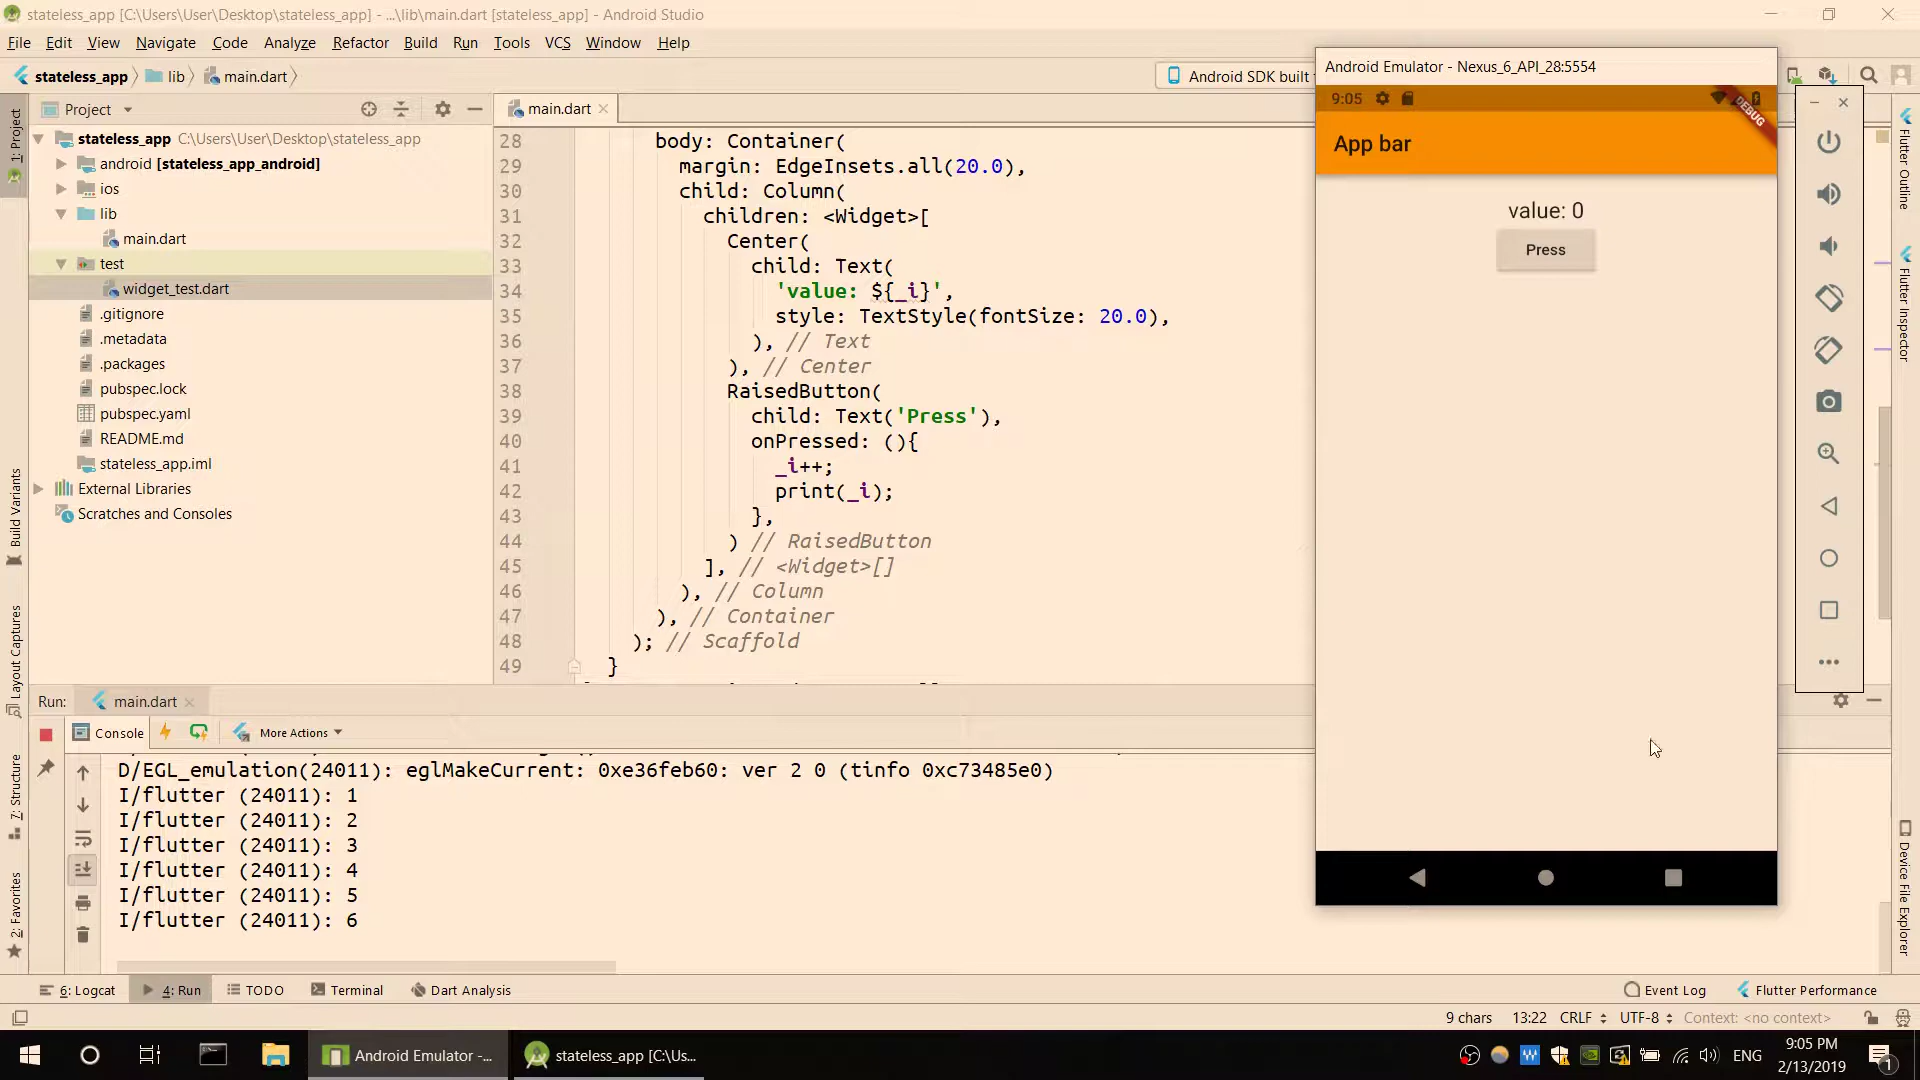 stateless_app [C:\Users\User\Desktop\stateless_app] - ...\lib\main.dart [stateless_app] - Android Studio
File Edit View Navigate Code Analyze Refactor Build Run Tools VCS Window Help
stateless_app lib main.dart
Android SDK built
Project
main.dart
stateless_app C:\Users\User\Desktop\stateless_app
android [stateless_app_android]
ios
lib
main.dart
test
widget_test.dart
.gitignore
.metadata
.packages
pubspec.lock
pubspec.yaml
README.md
stateless_app.iml
External Libraries
Scratches and Consoles
1: Project
Build Variants
Layout Captures
7: Structure
2: Favorites
28 body: Container(
29 margin: EdgeInsets.all(20.0),
30 child: Column(
31 children: <Widget>[
32 Center(
33 child: Text(
34 'value: ${_i}',
35 style: TextStyle(fontSize: 20.0),
36 ), // Text
37 ), // Center
38 RaisedButton(
39 child: Text('Press'),
40 onPressed: (){
41 _i++;
42 print(_i);
43 },
44 ) // RaisedButton
45 ], // <Widget>[]
46 ), // Column
47 ), // Container
48 ); // Scaffold
49 }
Android Emulator - Nexus_6_API_28:5554
9:05
DEBUG
App bar
value: 0
Press
Flutter Outline
Flutter Inspector
Device File Explorer
Run: main.dart
Console More Actions
D/EGL_emulation(24011): eglMakeCurrent: 0xe36feb60: ver 2 0 (tinfo 0xc73485e0)
I/flutter (24011): 1
I/flutter (24011): 2
I/flutter (24011): 3
I/flutter (24011): 4
I/flutter (24011): 5
I/flutter (24011): 6
6: Logcat 4: Run TODO Terminal Dart Analysis Event Log Flutter Performance
9 chars 13:22 CRLF UTF-8 Context: <no context>
Android Emulator -... stateless_app [C:\Us... ENG
9:05 PM
2/13/2019
1